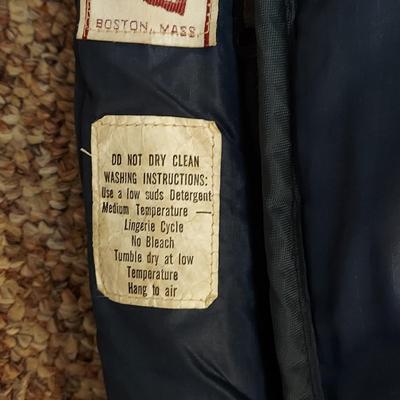 BOSTON, MASS.
DO NOT DRY CLEAN
WASHING INSTRUCTIONS:
Use a low suds Detergent
Medium Temperature —
Lingerie Cycle
No Bleach
Tumble dry at low
Temperature
Hang to air